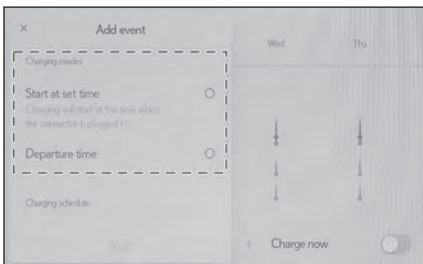 × Add event
Wed Thu
Charging modes
Start at set time
Charging will start at this time when
the connector is plugged in.
Departure time
Charging schedule
Charge now